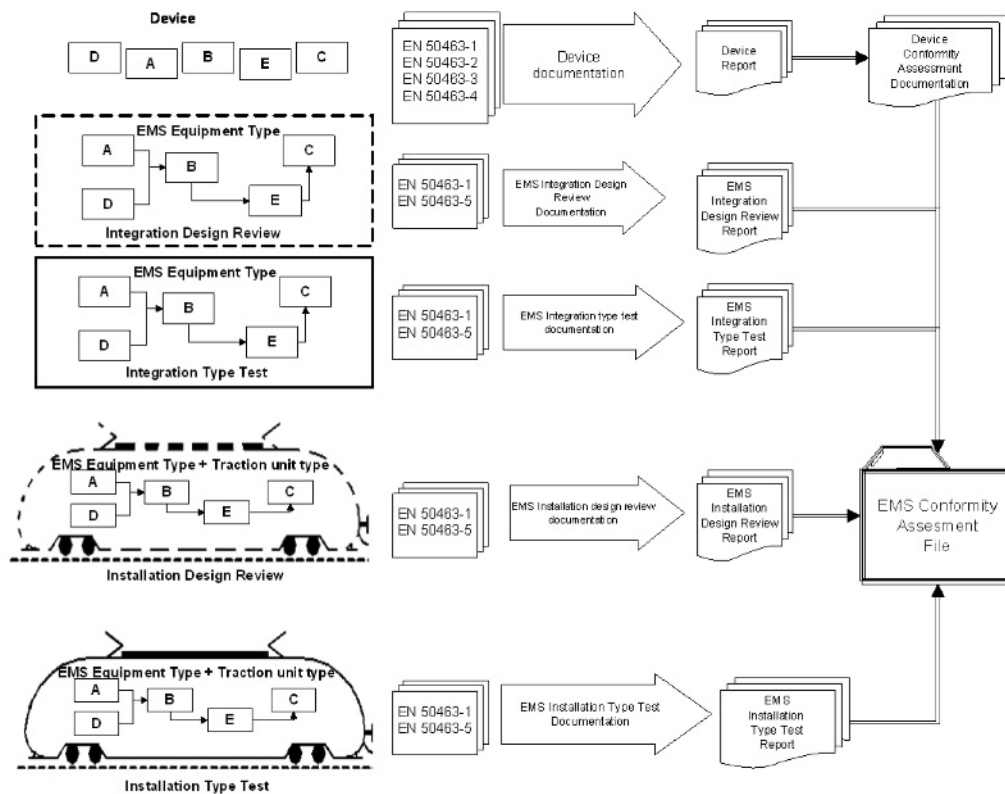 Device
D
A
B
E
C
EN 50463-1
EN 50463-2
EN 50463-3
EN 50463-4
Device
documentation
Device
Report
Device
Conformity
Assessment
Documentation
EMS Equipment Type
A
B
C
D
E
Integration Design Review
EN 50463-1
EN 50463-5
EMS Integration Design
Review
Documentation
EMS
Integration
Design Review
Report
EMS Equipment Type
A
B
C
D
E
Integration Type Test
EN 50463-1
EN 50463-5
EMS Integration type test
documentation
EMS
Integration
Type Test
Report
EMS Equipment Type + Traction unit type
A
B
C
D
E
Installation Design Review
EN 50463-1
EN 50463-5
EMS Installation design review
documentation
EMS
Installation
Design Review
Report
EMS Conformity
Assesment
File
EMS Equipment Type + Traction unit type
A
B
C
D
E
Installation Type Test
EN 50463-1
EN 50463-5
EMS Installation Type Test
Documentation
EMS
Installation
Type Test
Report